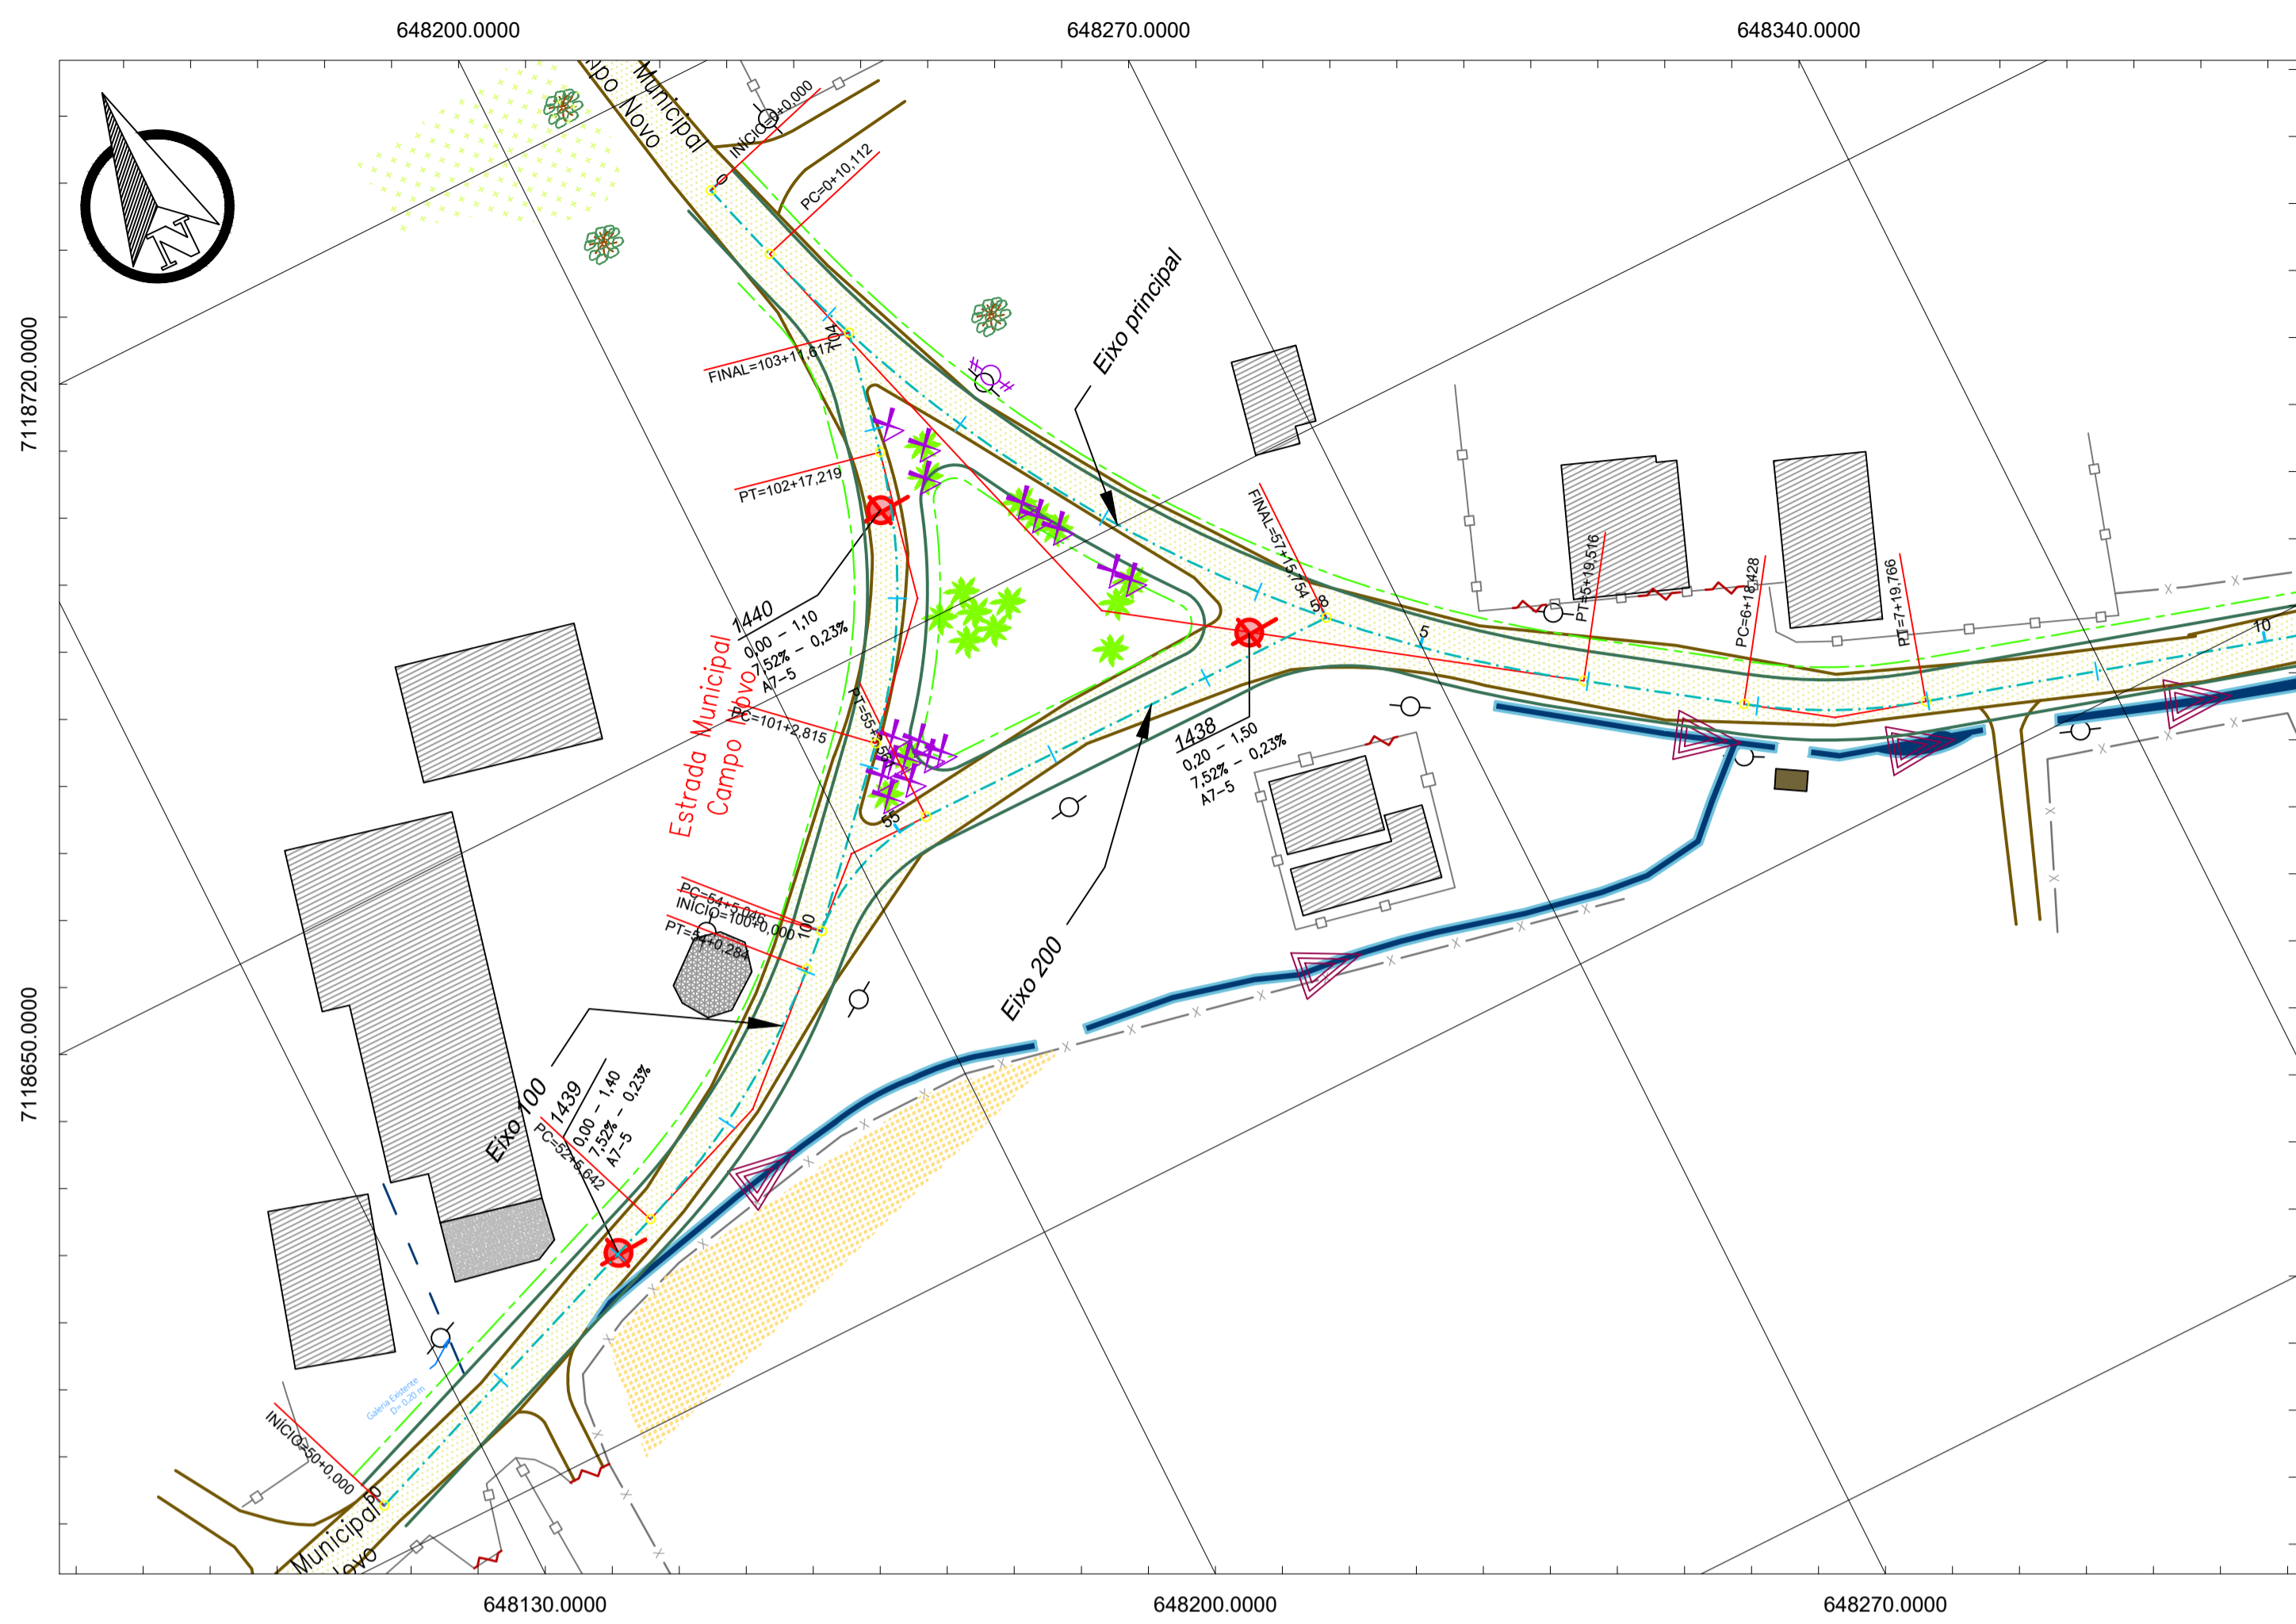 648200.0000
648270.0000
648340.0000
Municipal
Novo
INÍCIO=0+0,000
0
PC=0+10,112
N
Eixo principal
7118720.0000
104
FINAL=103+11,617
PT=102+17,219
FINAL=57+15,754
58
PT=5+19,516
PC=6+18,428
PT=7+19,766
5
10
1440
0,00 - 1,10
7,52% - 0,23%
A7-5
Estrada Municipal
Campo Novo
PC=101+2,815
1438
0,20 - 1,50
7,52% - 0,23%
A7-5
55
PC=54+5,046
INÍCIO=100+0,000
PT=54+0,284
100
Eixo 200
7118650.0000
Eixo 100
1439
0,00 - 1,40
7,52% - 0,23%
A7-5
PC=52+5,642
Galeria Existente
D= 0,20 m
INÍCIO=50+0,000
50
Municipal
648130.0000
648200.0000
648270.0000